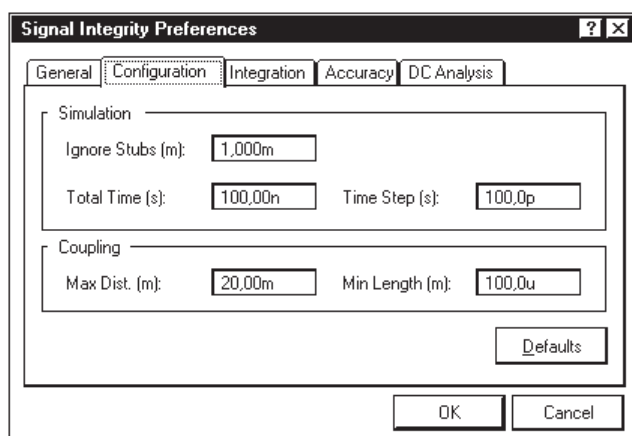 Signal Integrity Preferences ? X
General Configuration Integration Accuracy DC Analysis
Simulation
Ignore Stubs (m): 1,000m
Total Time (s): 100,00n Time Step (s): 100,0p
Coupling
Max Dist. (m): 20,00m Min Length (m): 100,0u
Defaults
OK Cancel